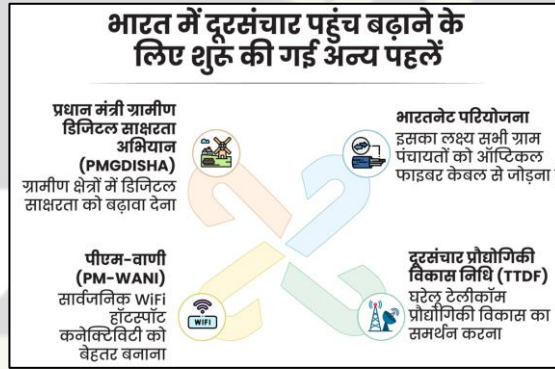 भारत में दूरसंचार पहुंच बढ़ाने के
लिए शुरू की गई अन्य पहलें
प्रधान मंत्री ग्रामीण
डिजिटल साक्षरता
अभियान
(PMGDISHA)
ग्रामीण क्षेत्रों में डिजिटल
साक्षरता को बढ़ावा देना
भारतनेट परियोजना
इसका लक्ष्य सभी ग्राम
पंचायतों को ऑप्टिकल
फाइबर केबल से जोड़ना
पीएम-वाणी
(PM-WANI)
सार्वजनिक WiFi
हॉटस्पॉट
कनेक्टिविटी को
बेहतर बनाना
WIFI
दूरसंचार प्रौद्योगिकी
विकास निधि (TTDF)
घरेलू टेलीकॉम
प्रौद्योगिकी विकास का
समर्थन करना